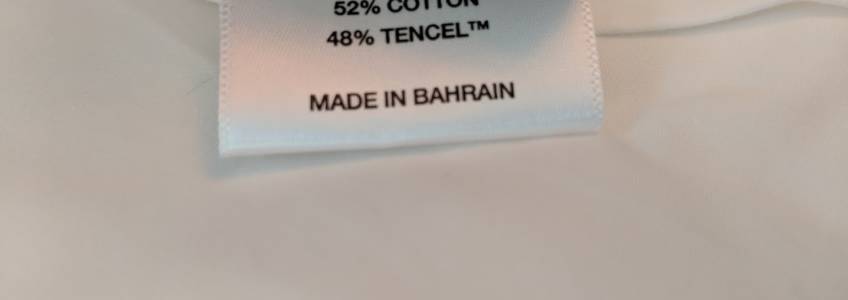 52% COTTON
48% TENCEL™
MADE IN BAHRAIN